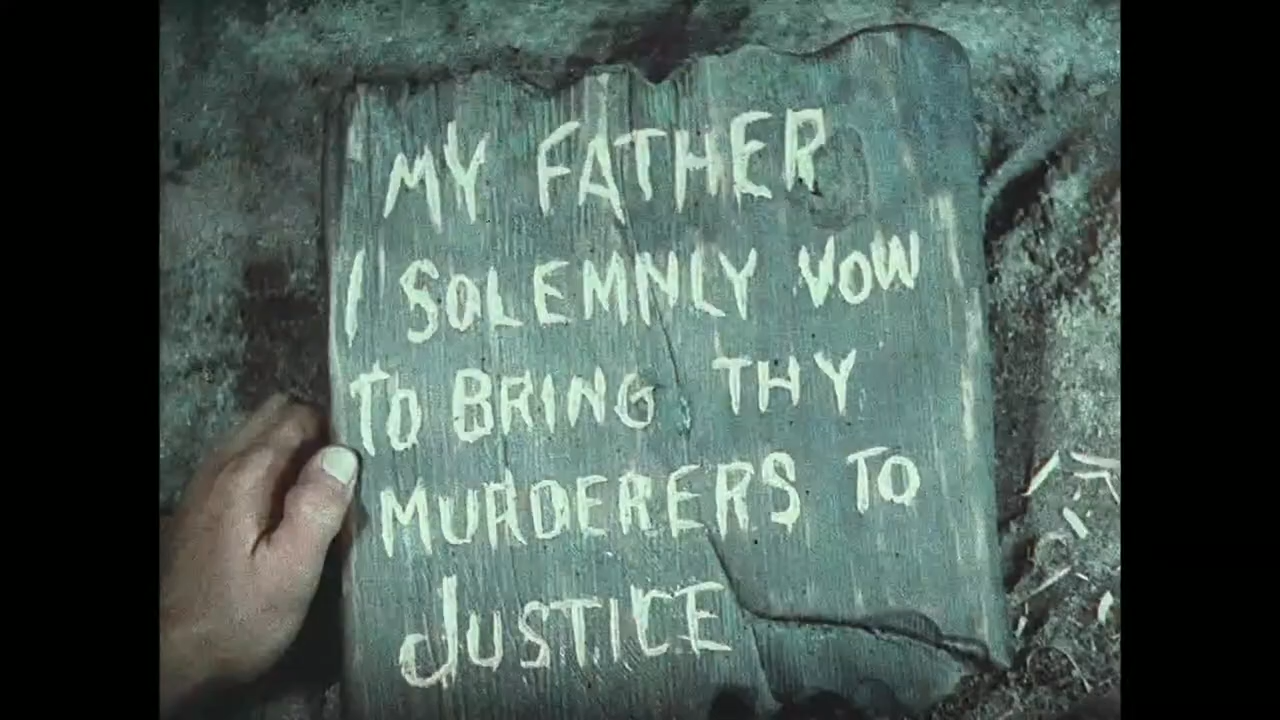 MY FATHER
I SOLEMNLY VOW
TO BRING THY
MURDERERS TO
JUSTICE